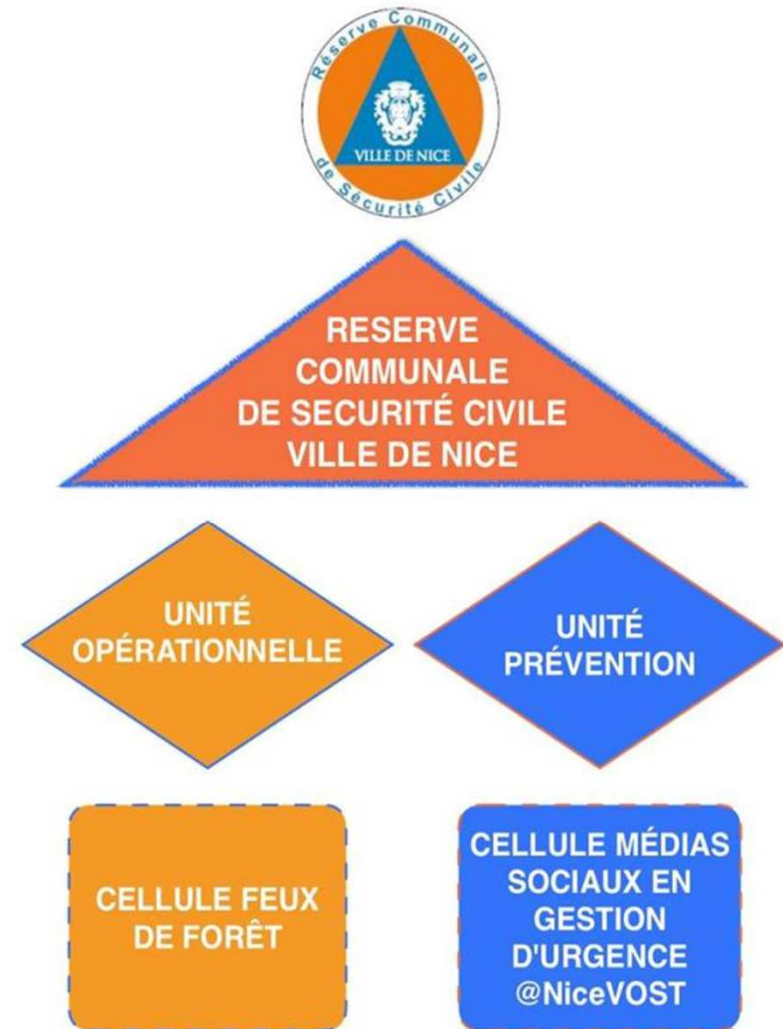 Réserve Communale
VILLE DE NICE
de Sécurité Civile
RESERVE
COMMUNALE
DE SECURITÉ CIVILE
VILLE DE NICE
UNITÉ
OPÉRATIONNELLE
UNITÉ
PRÉVENTION
CELLULE FEUX
DE FORÊT
CELLULE MÉDIAS
SOCIAUX EN
GESTION
D'URGENCE
@NiceVOST